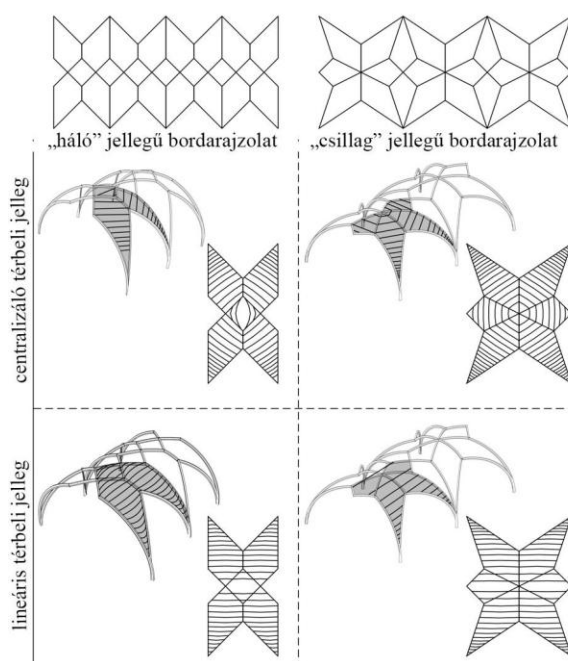 „háló” jellegű bordarajzolat
„csillag” jellegű bordarajzolat
centralizáló térbeli jelleg
lineáris térbeli jelleg